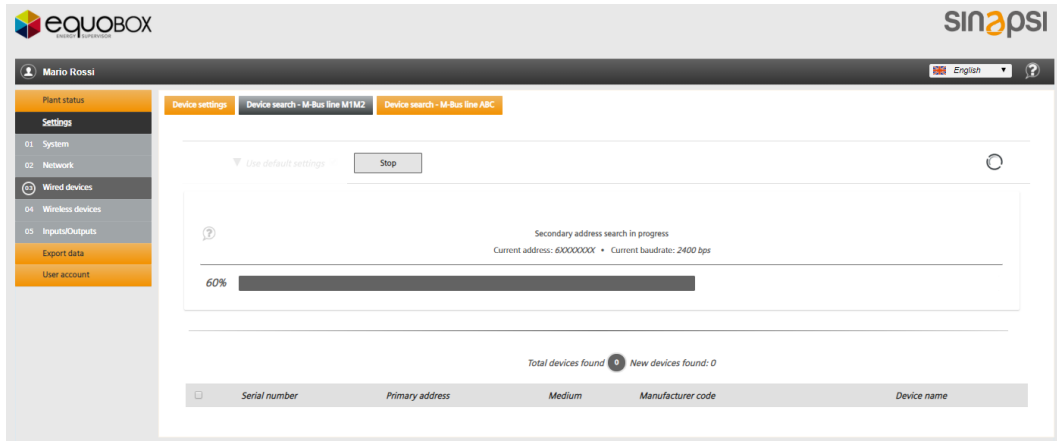 equoBOX
ENERGY SUPERVISOR
sinapsi
Mario Rossi
English
Plant status
Settings
01 System
02 Network
03 Wired devices
04 Wireless devices
05 Inputs/Outputs
Export data
User account
Device settings
Device search - M-Bus line M1M2
Device search - M-Bus line ABC
Use default settings
Stop
Secondary address search in progress
Current address: 6XXXXXXX • Current baudrate: 2400 bps
60%
Total devices found 0 New devices found: 0
Serial number Primary address Medium Manufacturer code Device name